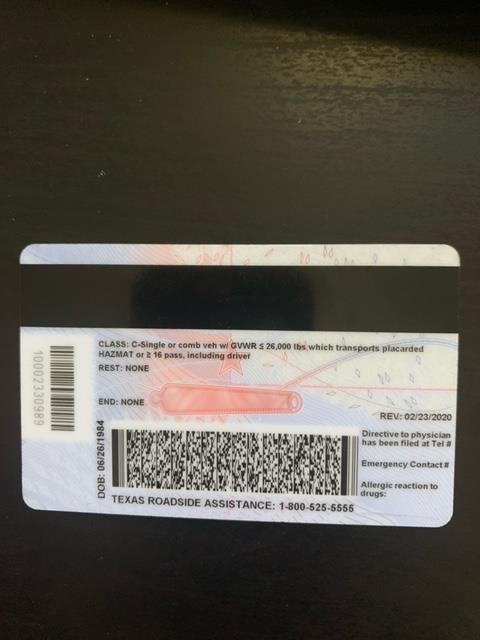 CLASS: C-Single or comb veh w/ GVWR ≤ 26,000 lbs which transports placarded
HAZMAT or ≥ 16 pass, including driver
REST: NONE
END: NONE
10002330989
REV: 02/23/2020
DOB: 06/26/1984
Directive to physician
has been filed at Tel #
Emergency Contact #
Allergic reaction to
drugs:
TEXAS ROADSIDE ASSISTANCE: 1-800-525-5555